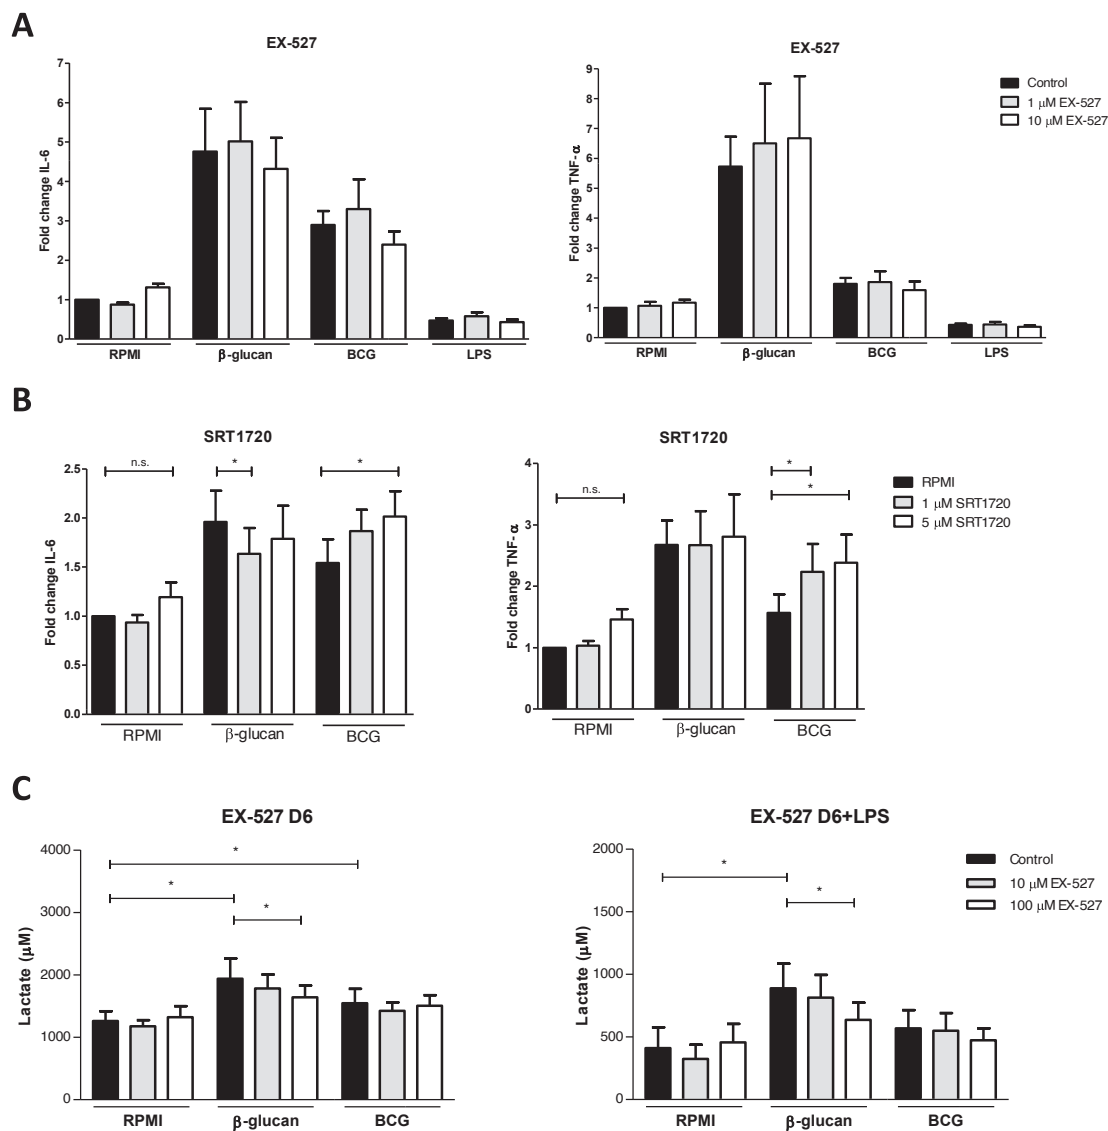 A
EX-527
Fold change IL-6
7
6
5
4
3
2
1
0
RPMI
β-glucan
BCG
LPS
EX-527
Fold change TNF-α
9
8
7
6
5
4
3
2
1
0
RPMI
β-glucan
BCG
LPS
Control
1 μM EX-527
10 μM EX-527
B
SRT1720
Fold change IL-6
2.5
2.0
1.5
1.0
0.5
0.0
n.s.
*
*
RPMI
β-glucan
BCG
SRT1720
Fold change TNF-α
4
3
2
1
0
n.s.
*
*
RPMI
β-glucan
BCG
RPMI
1 μM SRT1720
5 μM SRT1720
C
EX-527 D6
Lactate (μM)
4000
3000
2000
1000
0
*
*
*
RPMI
β-glucan
BCG
EX-527 D6+LPS
Lactate (μM)
2000
1500
1000
500
0
*
*
RPMI
β-glucan
BCG
Control
10 μM EX-527
100 μM EX-527